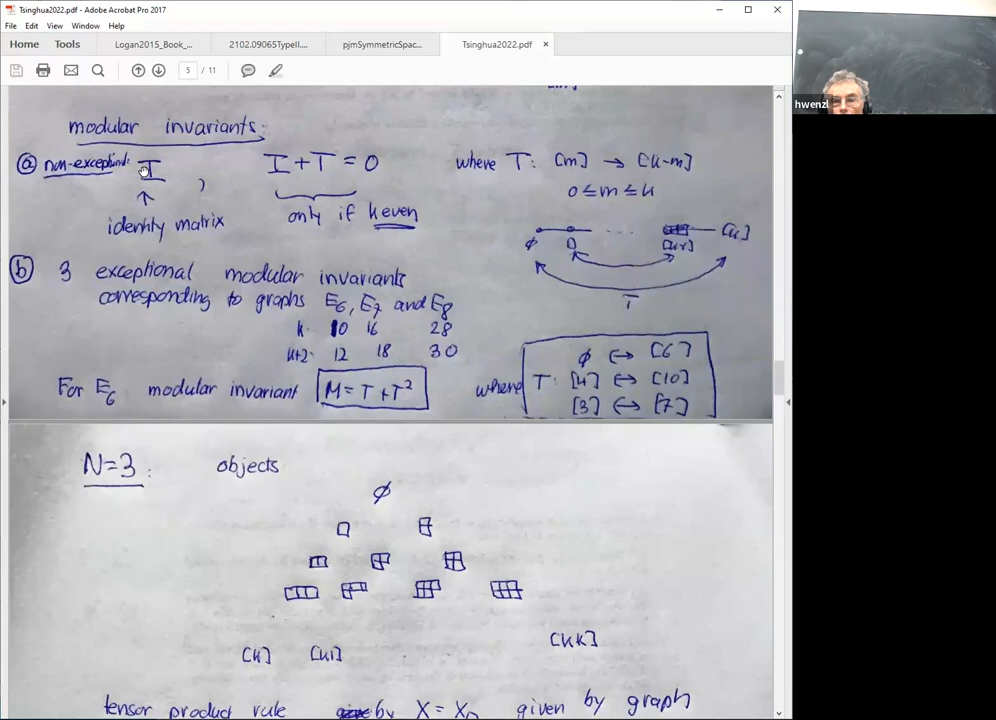 Tsinghua2022.pdf - Adobe Acrobat Pro 2017
File Edit View Window Help
Home Tools Logan2015_Book_... 2102.09065TypeII.... pjmSymmetricSpac... Tsinghua2022.pdf ×
5 / 11
hwenzl
modular invariants:
ⓐ non-exceptional: I , I + T = 0 where T: [m] → [k-m]
0 ≤ m ≤ k
↑ only if k even
identity matrix
∅ □ ... [k]
T
ⓑ 3 exceptional modular invariants
corresponding to graphs E₆, E₇ and E₈
k: 10 16 28
k+2: 12 18 30
For E₆ modular invariant M = T + T² where T: ∅ ↔ [6]
[4] ↔ [10]
[3] ↔ [7]
N=3: objects
∅
[k] [k1] [kk]
tensor product rule by X = X□ given by graph